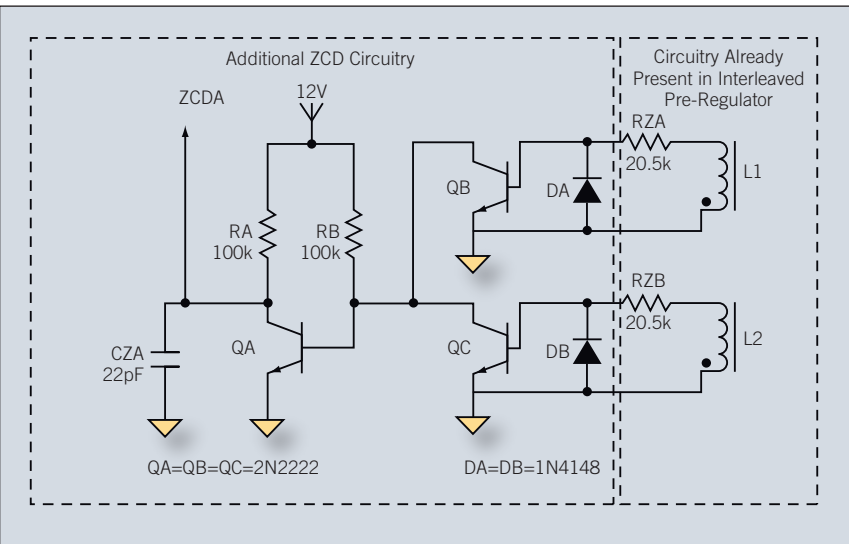 Additional ZCD Circuitry
Circuitry Already
Present in Interleaved
Pre-Regulator
ZCDA
12V
RZA
20.5k
L1
QB
DA
RA
100k
RB
100k
RZB
20.5k
L2
CZA
22pF
QA
QC
DB
QA=QB=QC=2N2222
DA=DB=1N4148